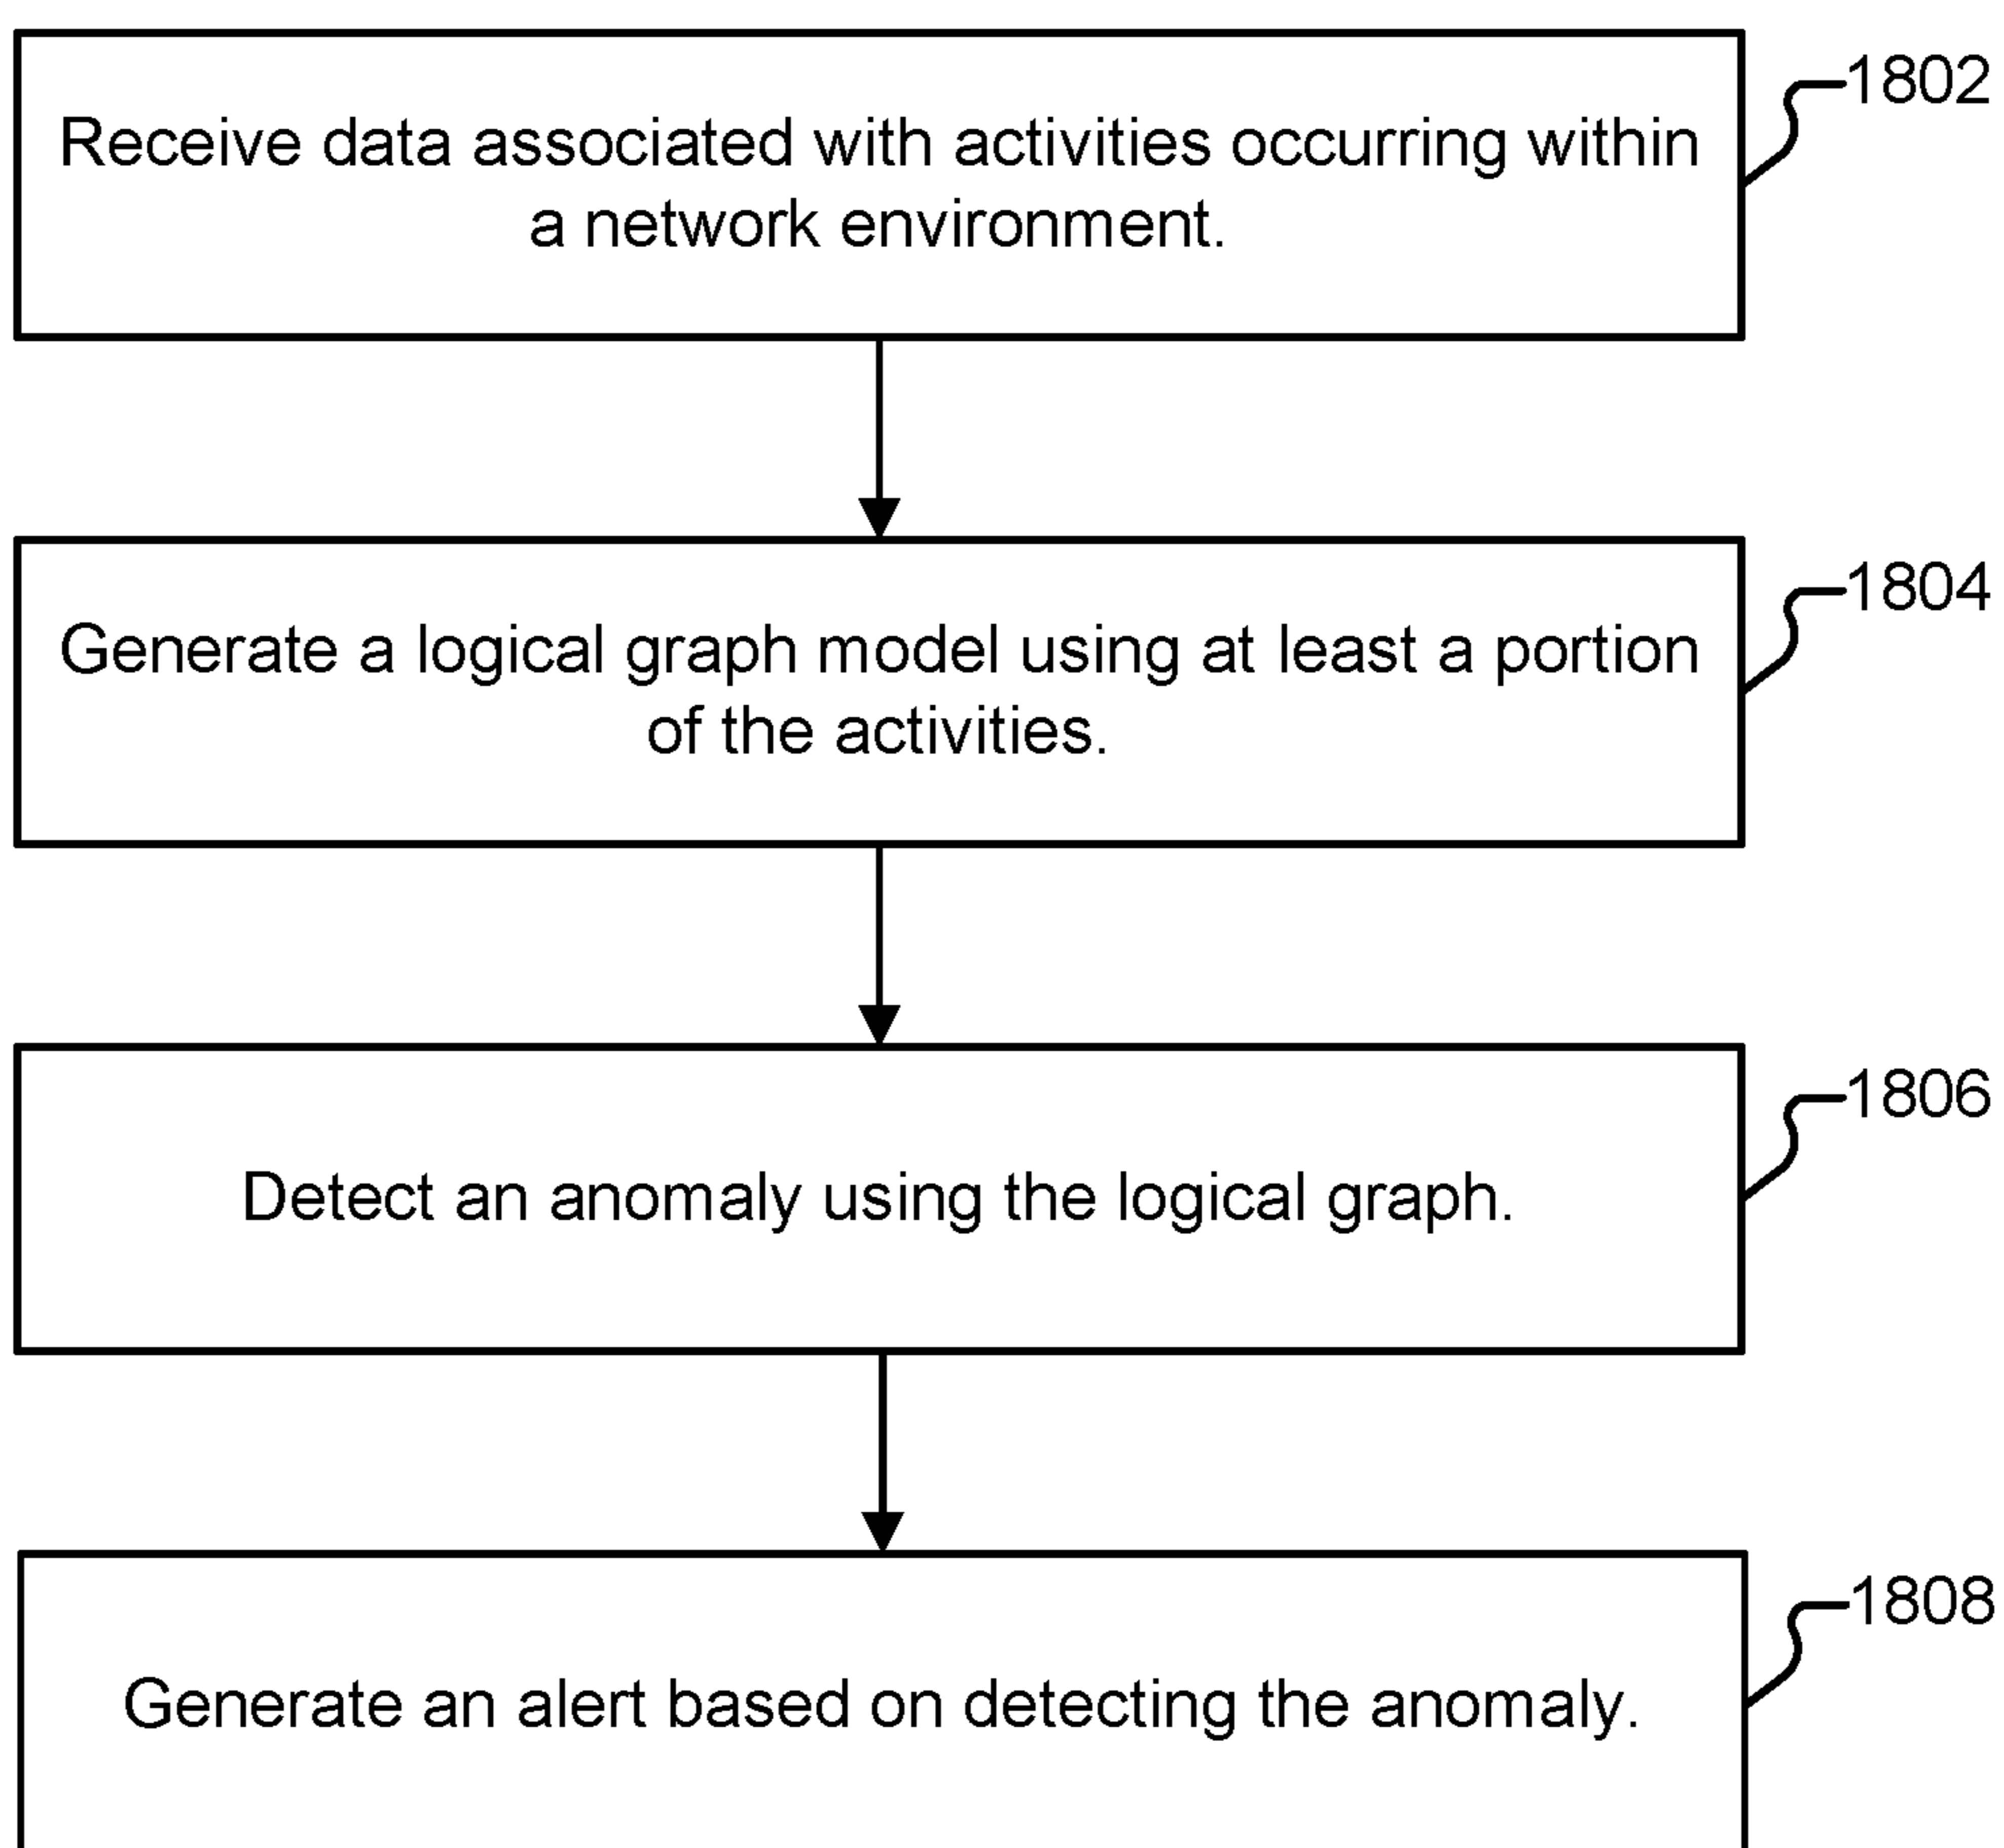 1802
Receive data associated with activities occurring within
a network environment.
1804
Generate a logical graph model using at least a portion
of the activities.
1806
Detect an anomaly using the logical graph.
1808
Generate an alert based on detecting the anomaly.